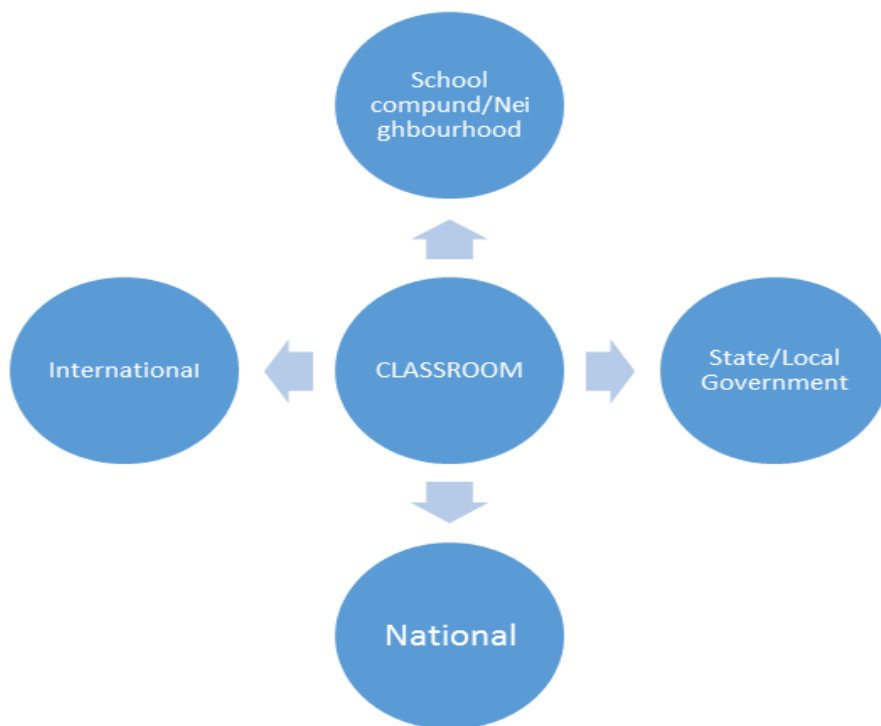 School
compund/Nei
ghbourhood
International
CLASSROOM
State/Local
Government
National